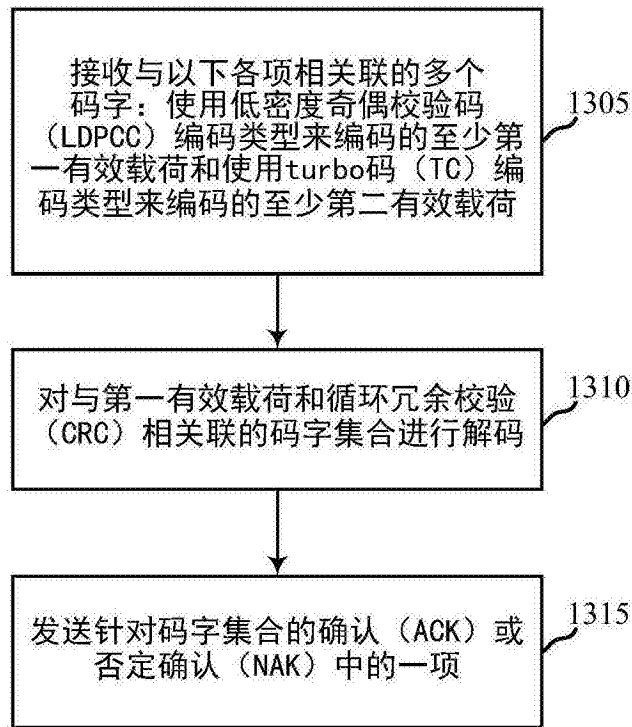 接收与以下各项相关联的多个
码字：使用低密度奇偶校验码
（LDPCC）编码类型来编码的至少第
一有效载荷和使用turbo码（TC）编
码类型来编码的至少第二有效载荷
1305
对与第一有效载荷和循环冗余校验
（CRC）相关联的码字集合进行解码
1310
发送针对码字集合的确认（ACK）或
否定确认（NAK）中的一项
1315